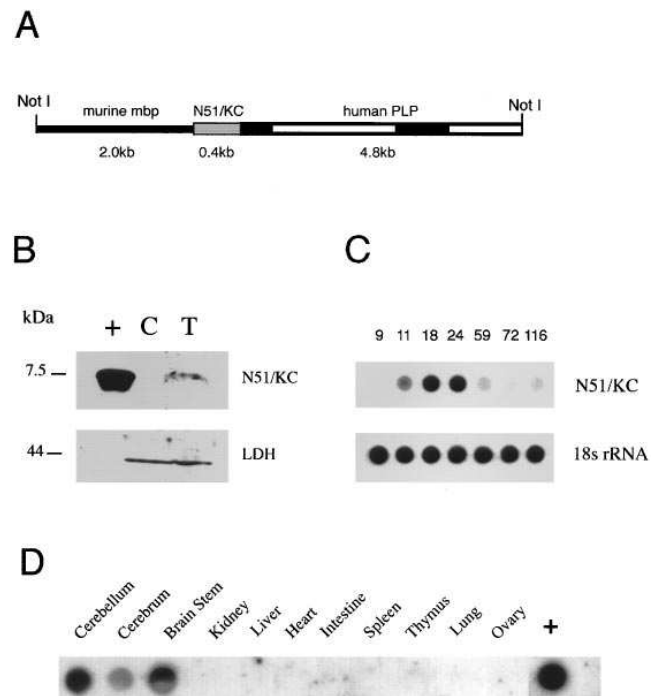 A
Not I
murine mbp
N51/KC
human PLP
Not I
2.0kb
0.4kb
4.8kb
B
kDa
+ C T
7.5
N51/KC
44
LDH
C
9 11 18 24 59 72 116
N51/KC
18s rRNA
D
Cerebellum
Cerebrum
Brain Stem
Kidney
Liver
Heart
Intestine
Spleen
Thymus
Lung
Ovary
+